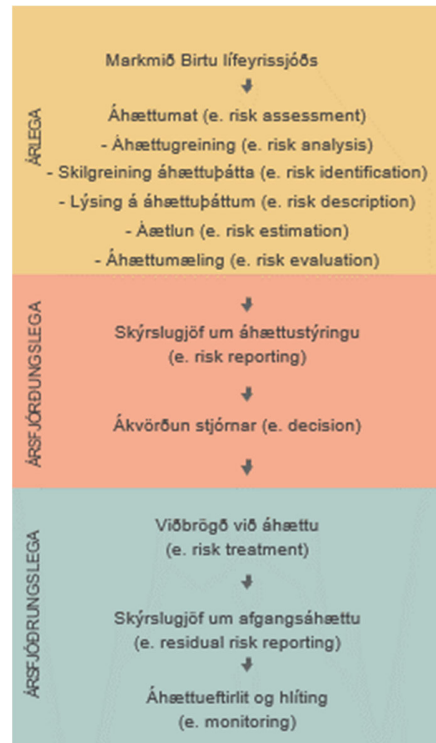 ÁRLEGA
Markmið Birtu lífeyrissjóðs
Áhættumat (e. risk assessment)
- Áhættugreining (e. risk analysis)
- Skilgreining áhættuþátta (e. risk identification)
- Lýsing á áhættuþáttum (e. risk description)
- Áætlun (e. risk estimation)
- Áhættumæling (e. risk evaluation)
ÁRSFJÓRÐUNGSLEGA
Skýrslugjöf um áhættustýringu
(e. risk reporting)
Ákvörðun stjórnar (e. decision)
ÁRSFJÓÐRUNGSLEGA
Viðbrögð við áhættu
(e. risk treatment)
Skýrslugjöf um afgangsáhættu
(e. residual risk reporting)
Áhættueftirlit og hlíting
(e. monitoring)